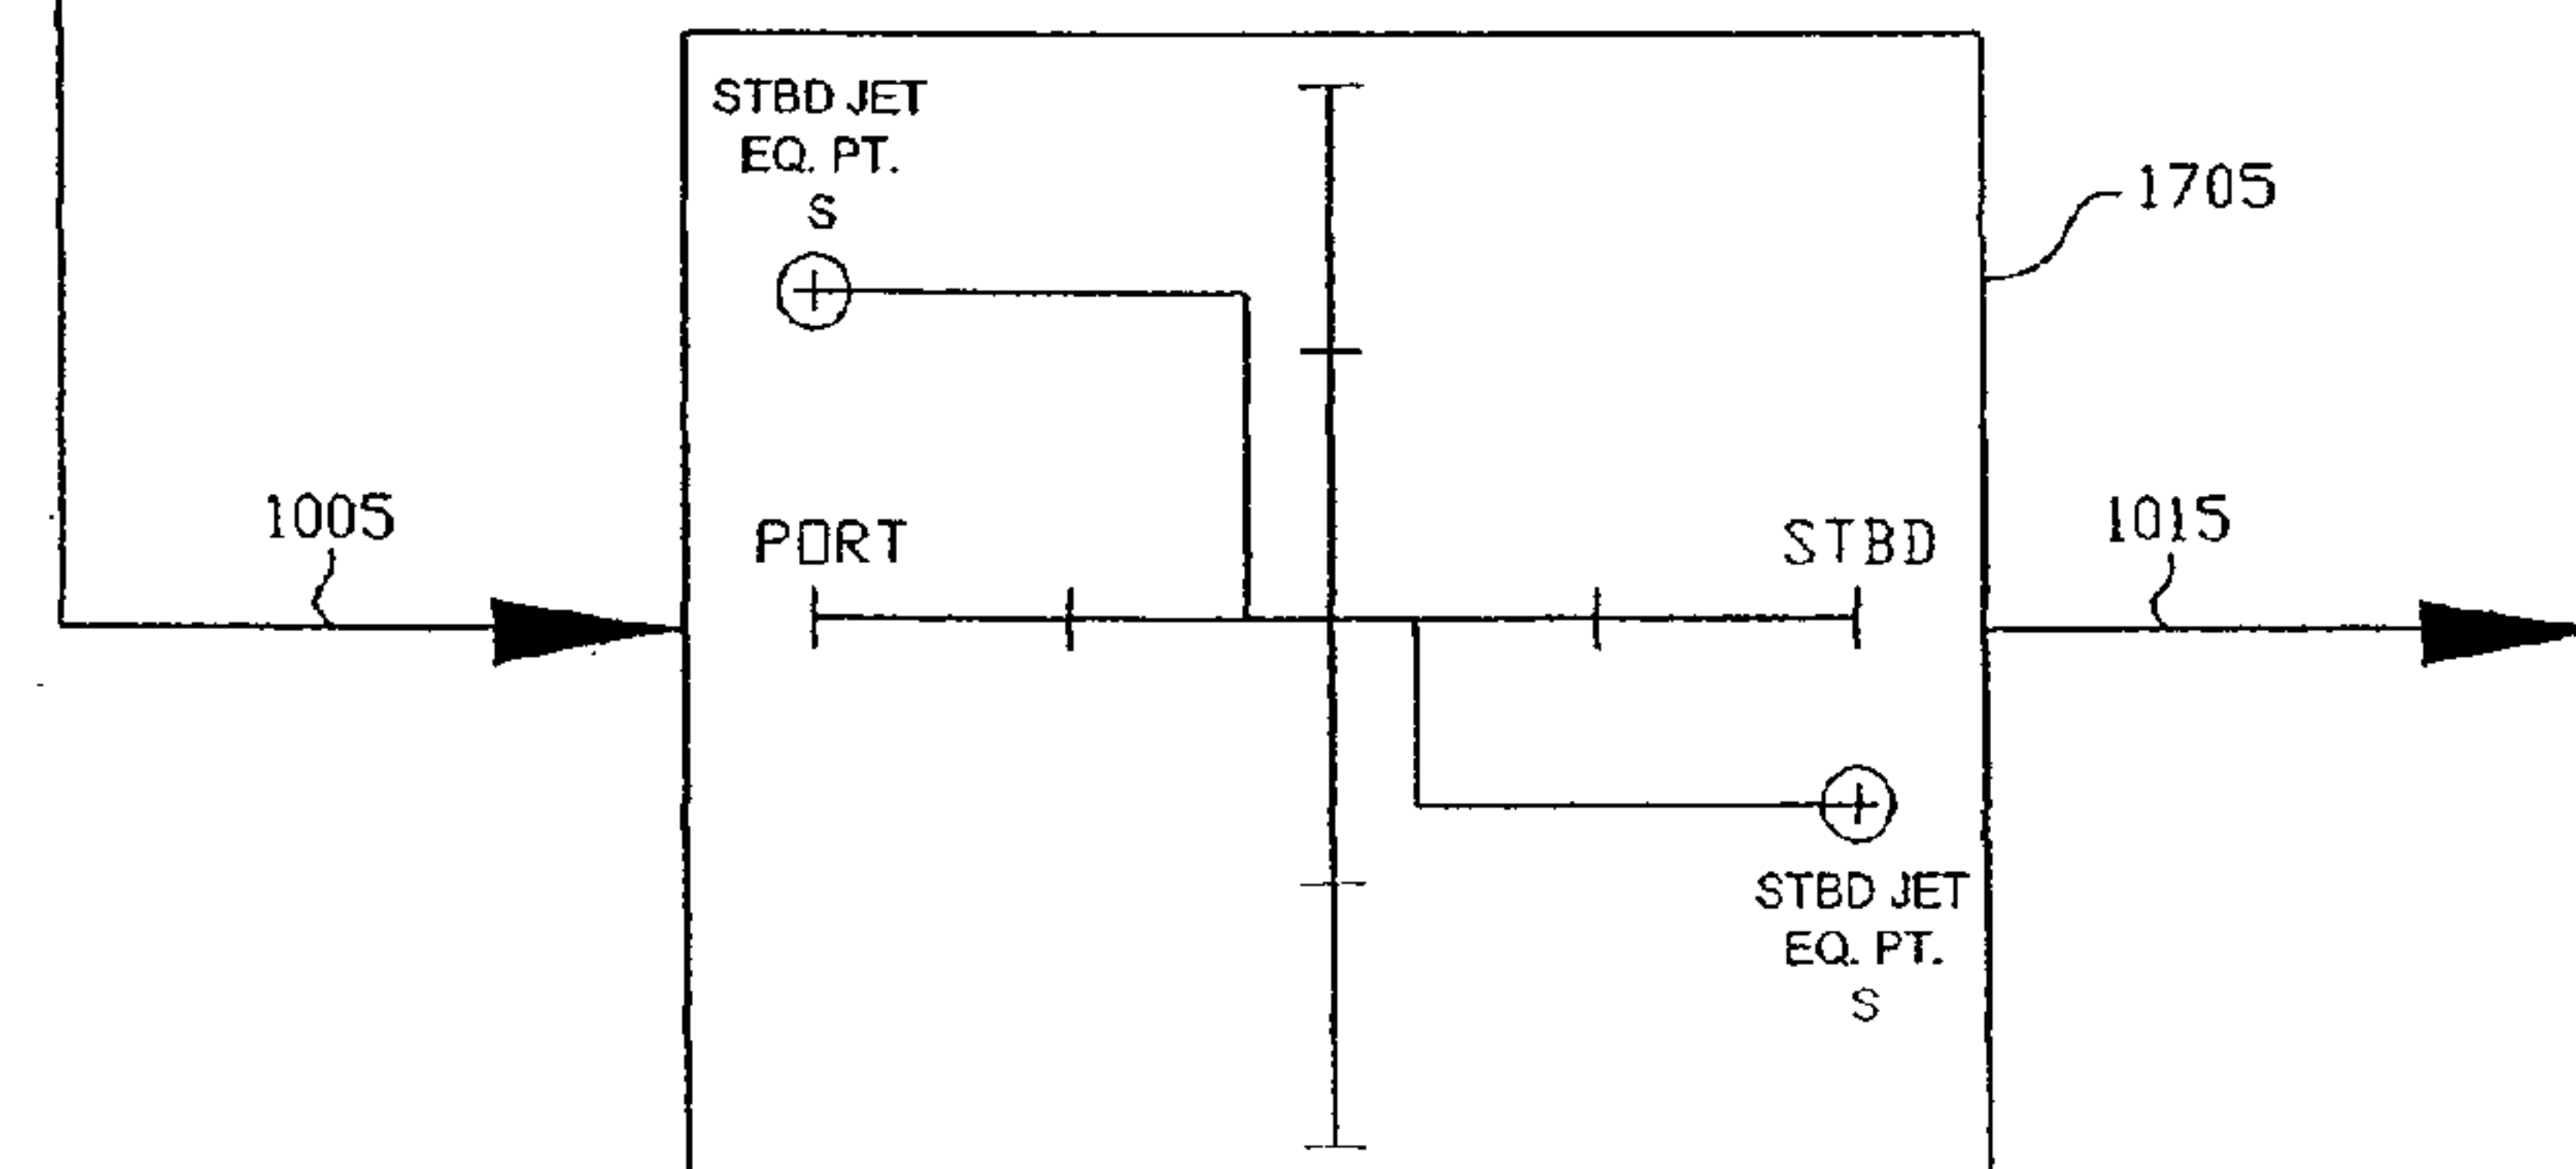 STBD JET
EQ. PT.
S
1705
1005
PORT
STBD
1015
STBD JET
EQ. PT.
S